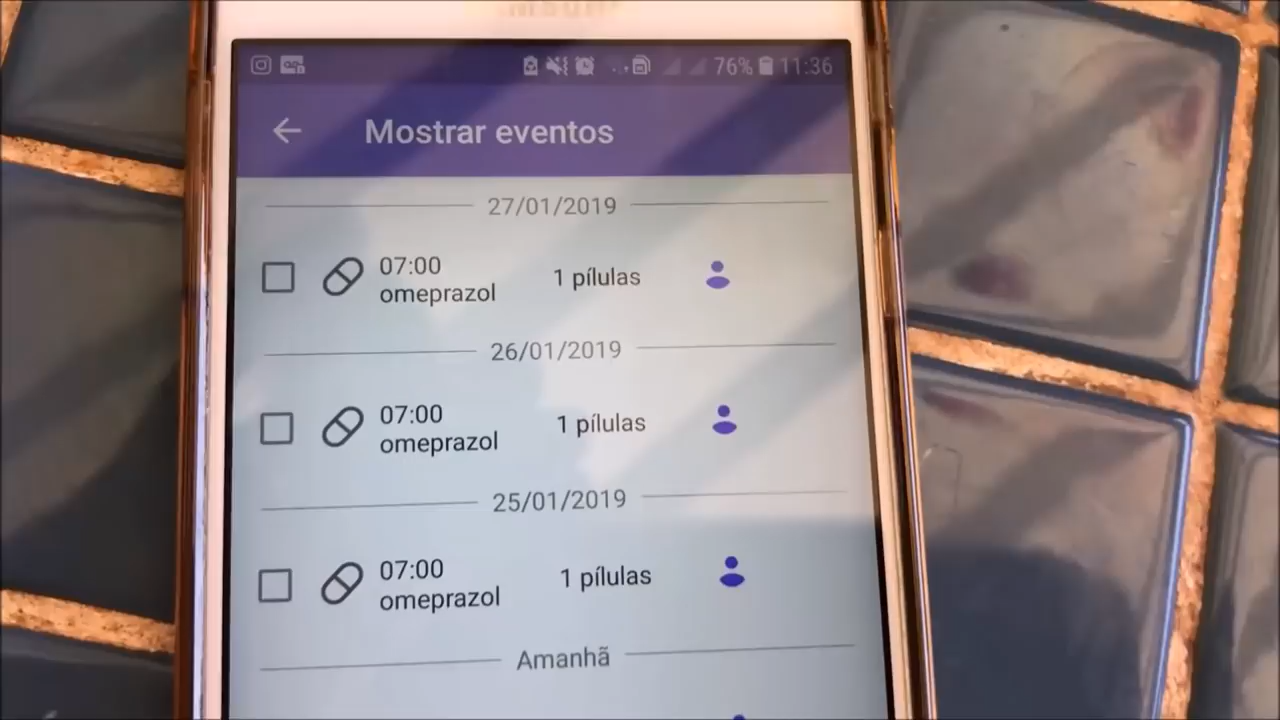 76% 11:36
Mostrar eventos
27/01/2019
07:00
omeprazol
1 pílulas
26/01/2019
07:00
omeprazol
1 pílulas
25/01/2019
07:00
omeprazol
1 pílulas
Amanhã